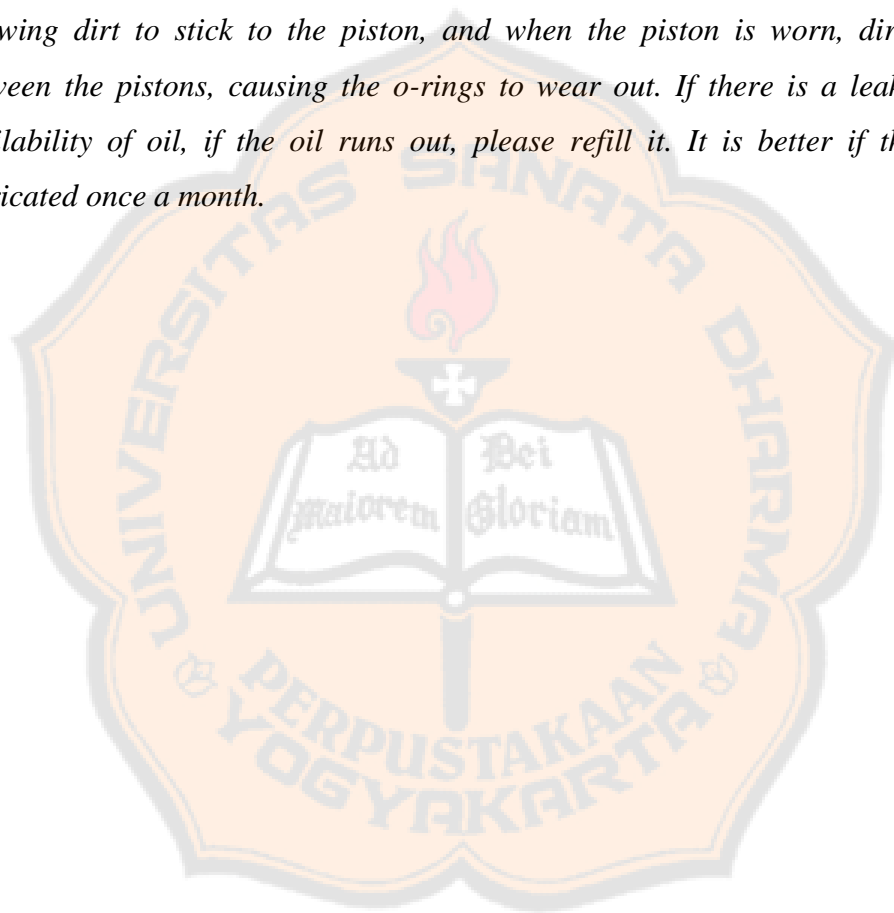 wing dirt to stick to the piston, and when the piston is worn, dir
ween the pistons, causing the o-rings to wear out. If there is a leak
ilability of oil, if the oil runs out, please refill it. It is better if th
icated once a month.
UNIVERSITAS SANATA DHARMA
Ad Dei
Maiorem Gloriam
PERPUSTAKAAN
YOGYAKARTA